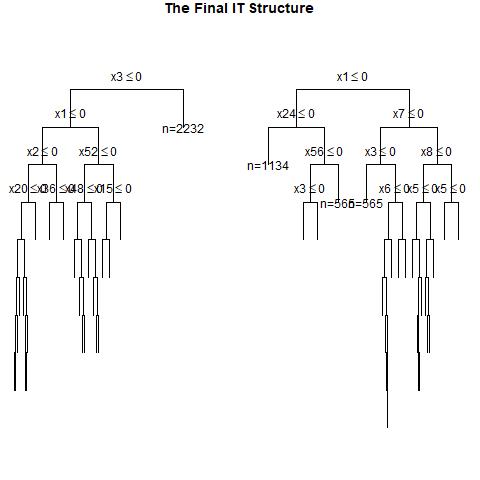 The Final IT Structure
x3 ≤ 0
x1 ≤ 0
x1 ≤ 0
n=2232
x24 ≤ 0
x7 ≤ 0
x2 ≤ 0
x52 ≤ 0
n=1134
x56 ≤ 0
x3 ≤ 0
x8 ≤ 0
x20 ≤ 0
x36 ≤ 0
x48 ≤ 0
x15 ≤ 0
x3 ≤ 0
n=565
n=565
x6 ≤ 0
x5 ≤ 0
x5 ≤ 0